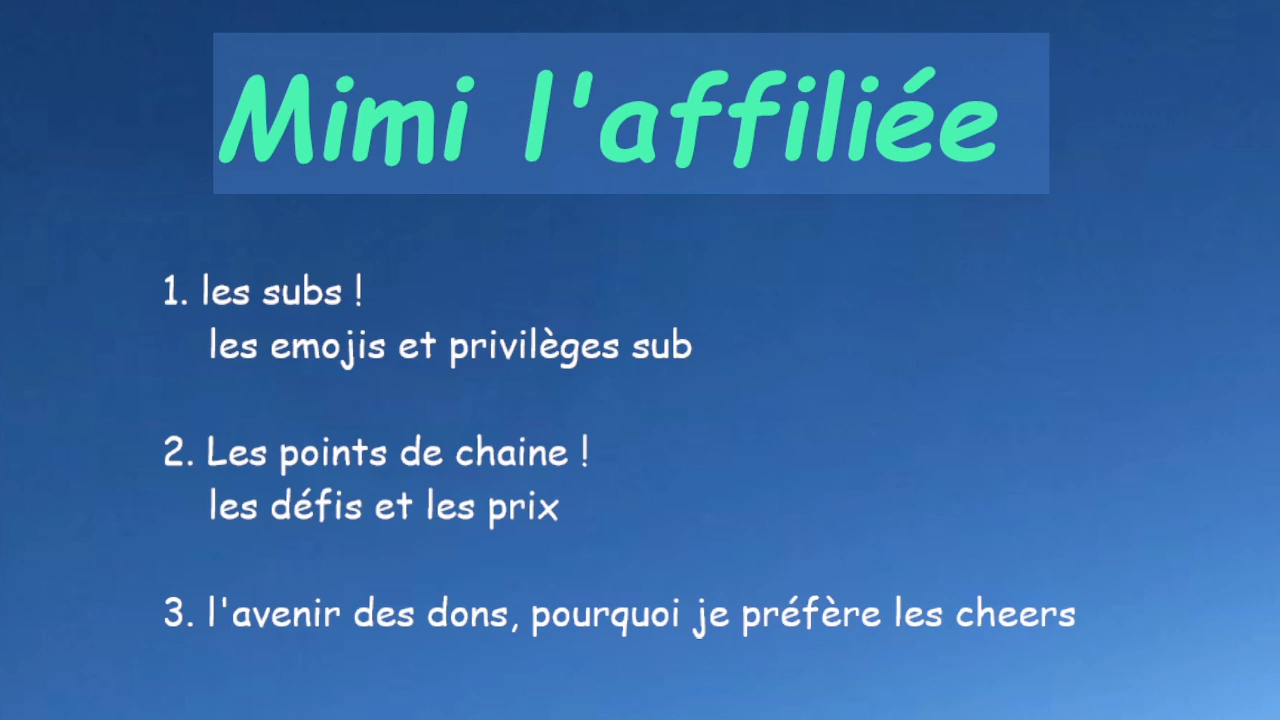 Mimi l'affiliée
1. les subs !
les emojis et privilèges sub
2. Les points de chaine !
les défis et les prix
3. l'avenir des dons, pourquoi je préfère les cheers